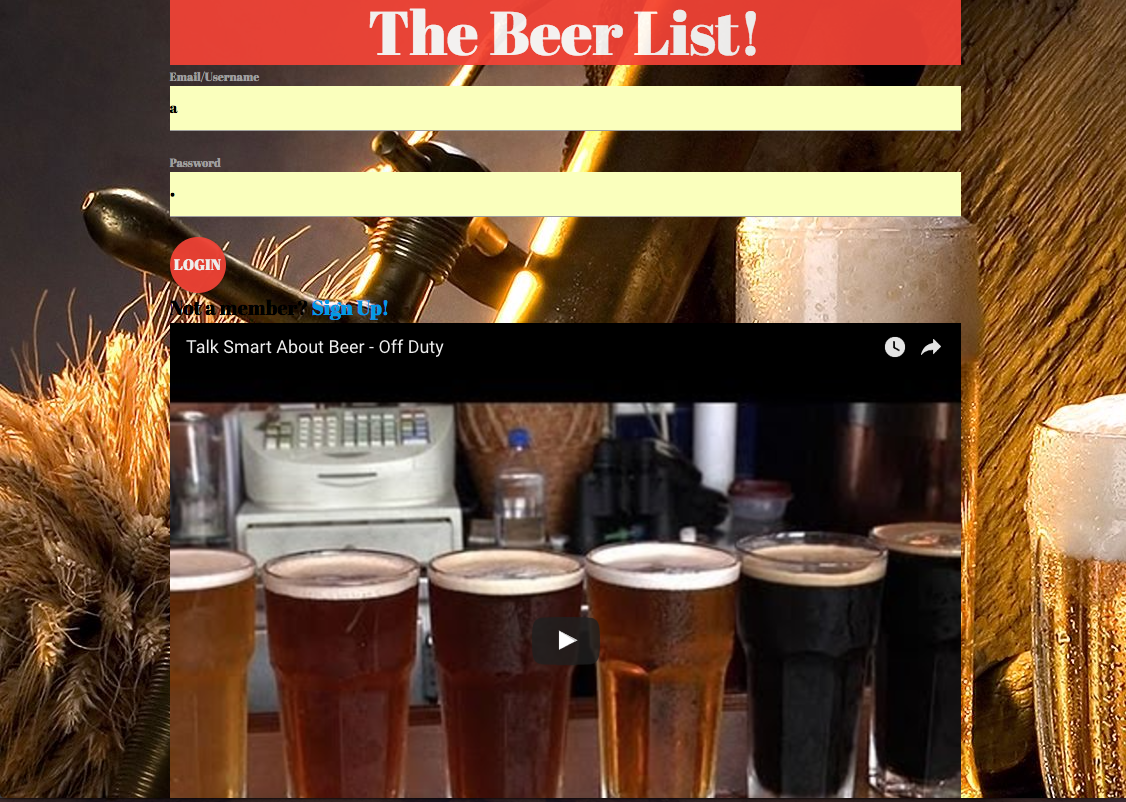 The Beer List!
Email/Username
a
Password
•
LOGIN
Not a member? Sign Up!
Talk Smart About Beer - Off Duty